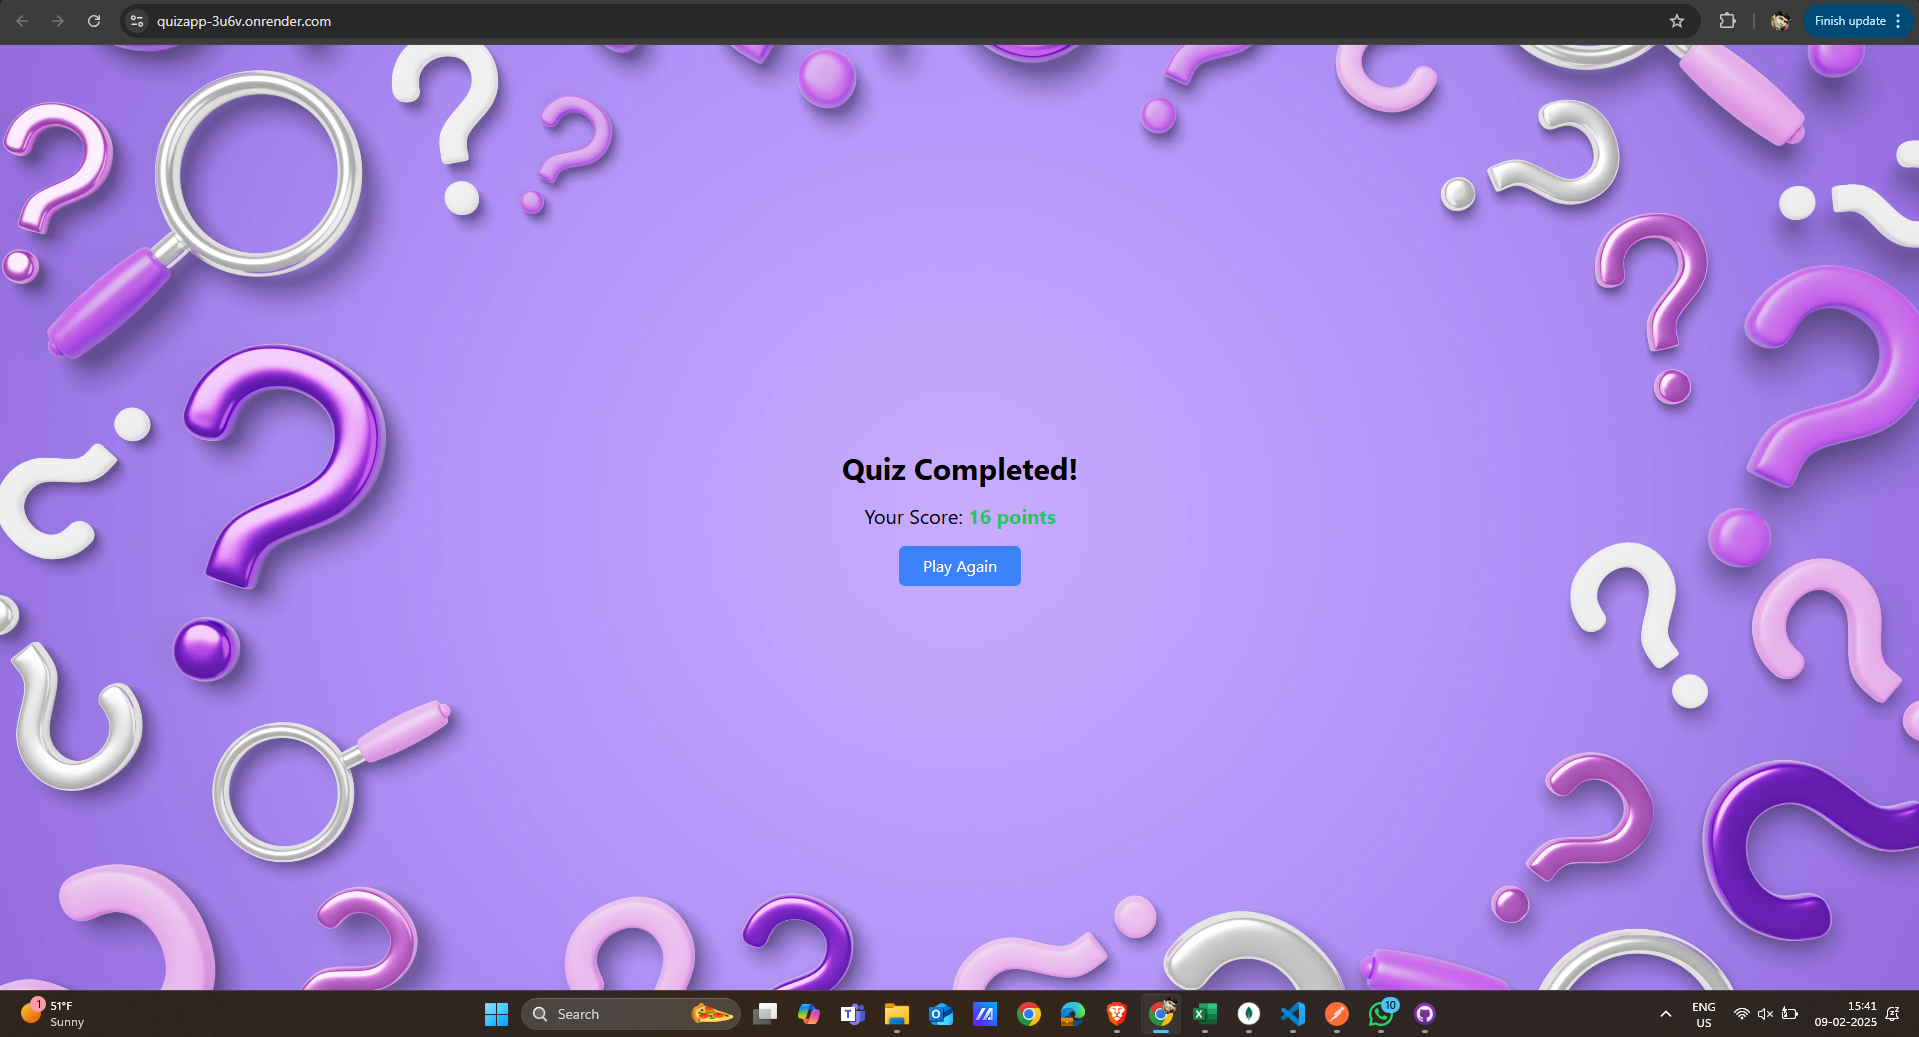 quizapp-3u6v.onrender.com
Finish update
Quiz Completed!
Your Score: 16 points
Play Again
1
51°F
Sunny
Search
T
10
ENG
US
15:41
09-02-2025